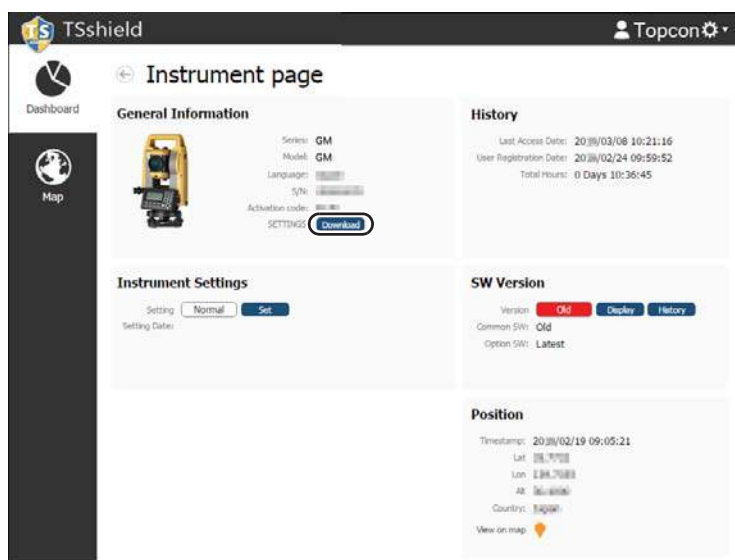 TS TSshield
Topcon
Dashboard
Map
Instrument page
General Information
Series: GM
Model: GM
Language:
S/N:
Activation code:
SETTINGS Download
History
Last Access Date: 20 /03/08 10:21:16
User Registration Date: 20 /02/24 09:59:52
Total Hours: 0 Days 10:36:45
Instrument Settings
Setting Normal Set
Setting Date:
SW Version
Version Old Display History
Common SW: Old
Option SW: Latest
Position
Timestamp: 20 /02/19 09:05:21
Lat
Lon
Alt
Country:
View on map